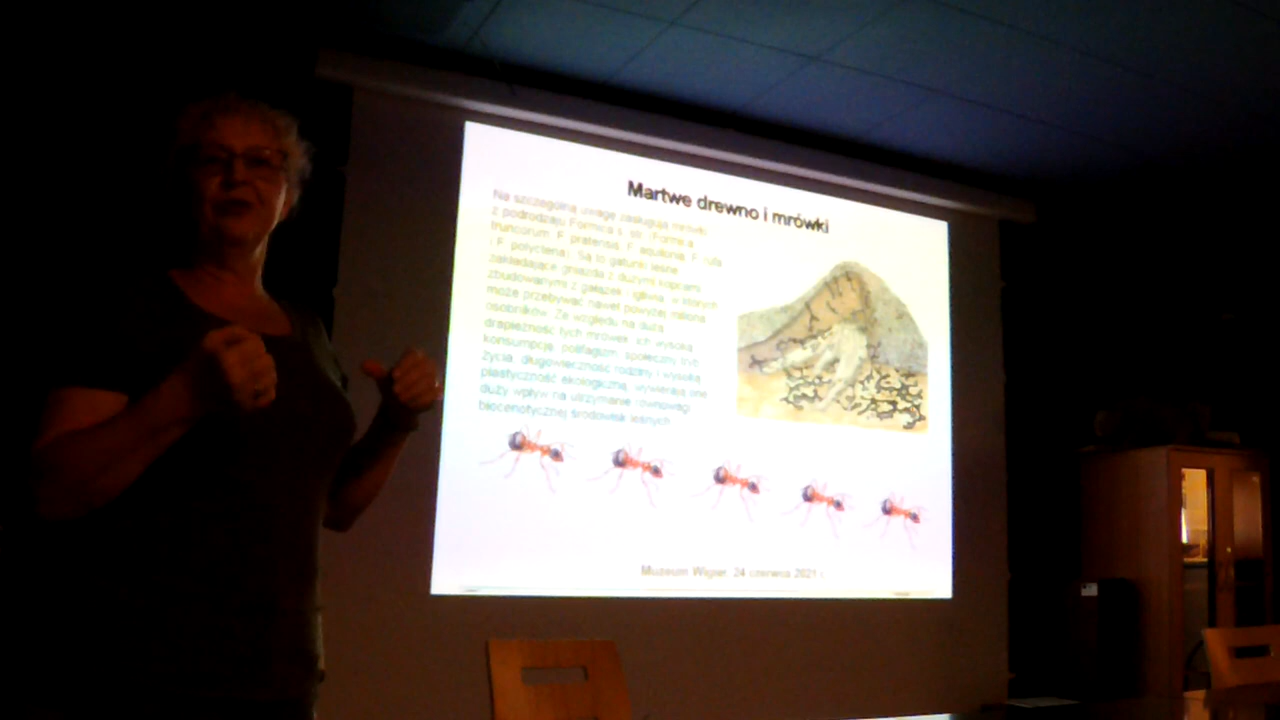 Martwe drewno i mrówki
Na szczególną uwagę zasługują mrówki
z podrodzaju Formica s. str. (Formica
truncorum, F. pratensis, F. aquilonia, F. rufa
i F. polyctena). Są to gatunki leśne
zakładające gniazda z dużymi kopcami
zbudowanymi z gałązek, igliwia, w których
może przebywać nawet powyżej miliona
osobników. Ze względu na dużą
drapieżność tych mrówek, ich wysoką
konsumpcję, polifagizm, społeczny tryb
życia, długowieczność rodziny i wysoką
plastyczność ekologiczną, wywierają one
duży wpływ na utrzymanie równowagi
biocenotycznej środowisk leśnych.
Muzeum Wigier, 24 czerwca 2021 r.